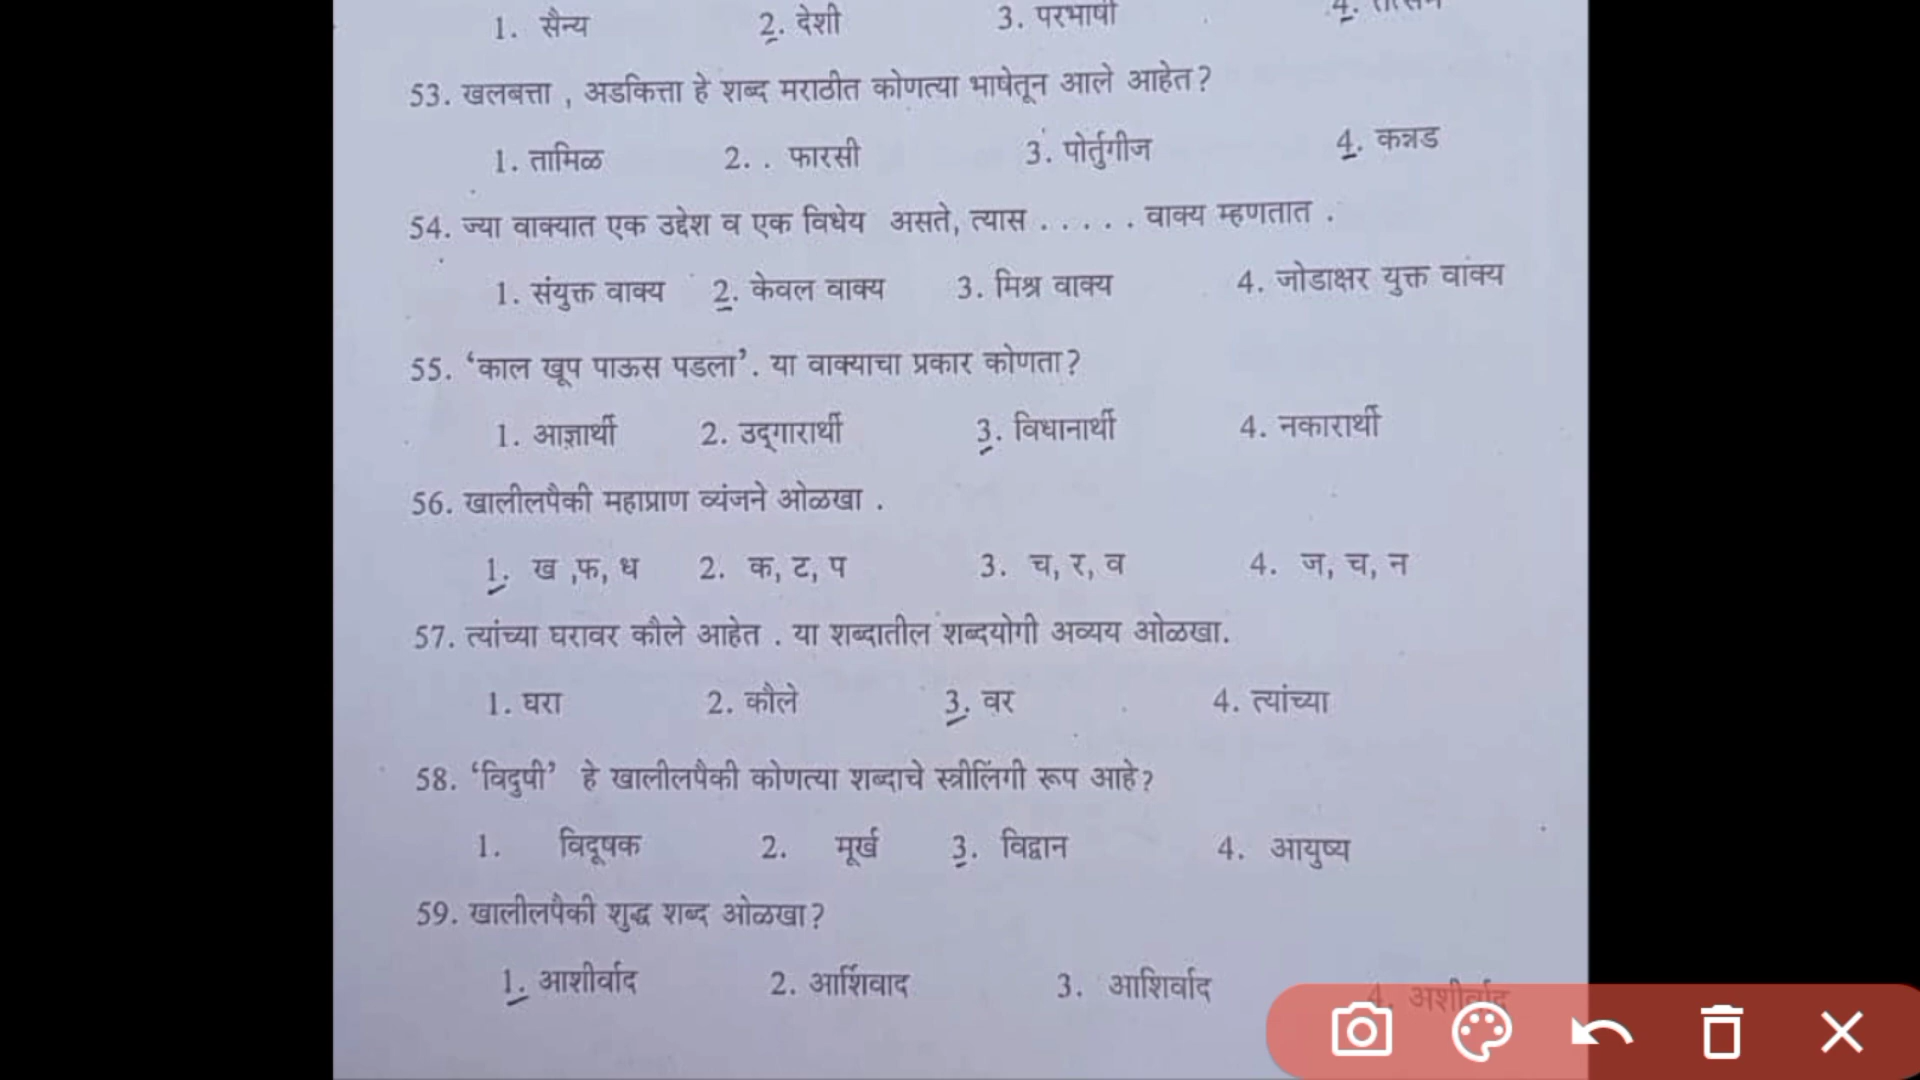 1. सैन्य 2. देशी 3. परभाषी 4.
53. खलबत्ता , अडकित्ता हे शब्द मराठीत कोणत्या भाषेतून आले आहेत?
1. तामिळ 2. . फारसी 3. पोर्तुगीज 4. कन्नड
54. ज्या वाक्यात एक उद्देश व एक विधेय असते, त्यास . . . . . वाक्य म्हणतात .
1. संयुक्त वाक्य 2. केवल वाक्य 3. मिश्र वाक्य 4. जोडाक्षर युक्त वाक्य
55. ‘काल खूप पाऊस पडला’. या वाक्याचा प्रकार कोणता?
1. आज्ञार्थी 2. उद्‌गारार्थी 3. विधानार्थी 4. नकारार्थी
56. खालीलपैकी महाप्राण व्यंजने ओळखा .
1. ख ,फ, ध 2. क, ट, प 3. च, र, व 4. ज, च, न
57. त्यांच्या घरावर कौले आहेत . या शब्दातील शब्दयोगी अव्यय ओळखा.
1. घरा 2. कौले 3. वर 4. त्यांच्या
58. ‘विदुषी’ हे खालीलपैकी कोणत्या शब्दाचे स्त्रीलिंगी रूप आहे?
1. विदूषक 2. मूर्ख 3. विद्वान 4. आयुष्य
59. खालीलपैकी शुद्ध शब्द ओळखा?
1. आशीर्वाद 2. आर्शिवाद 3. आशिर्वाद 4. अशीर्वाद